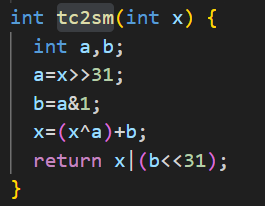 int tc2sm(int x) {
int a,b;
a=x>>31;
b=a&1;
x=(x^a)+b;
return x|(b<<31);
}